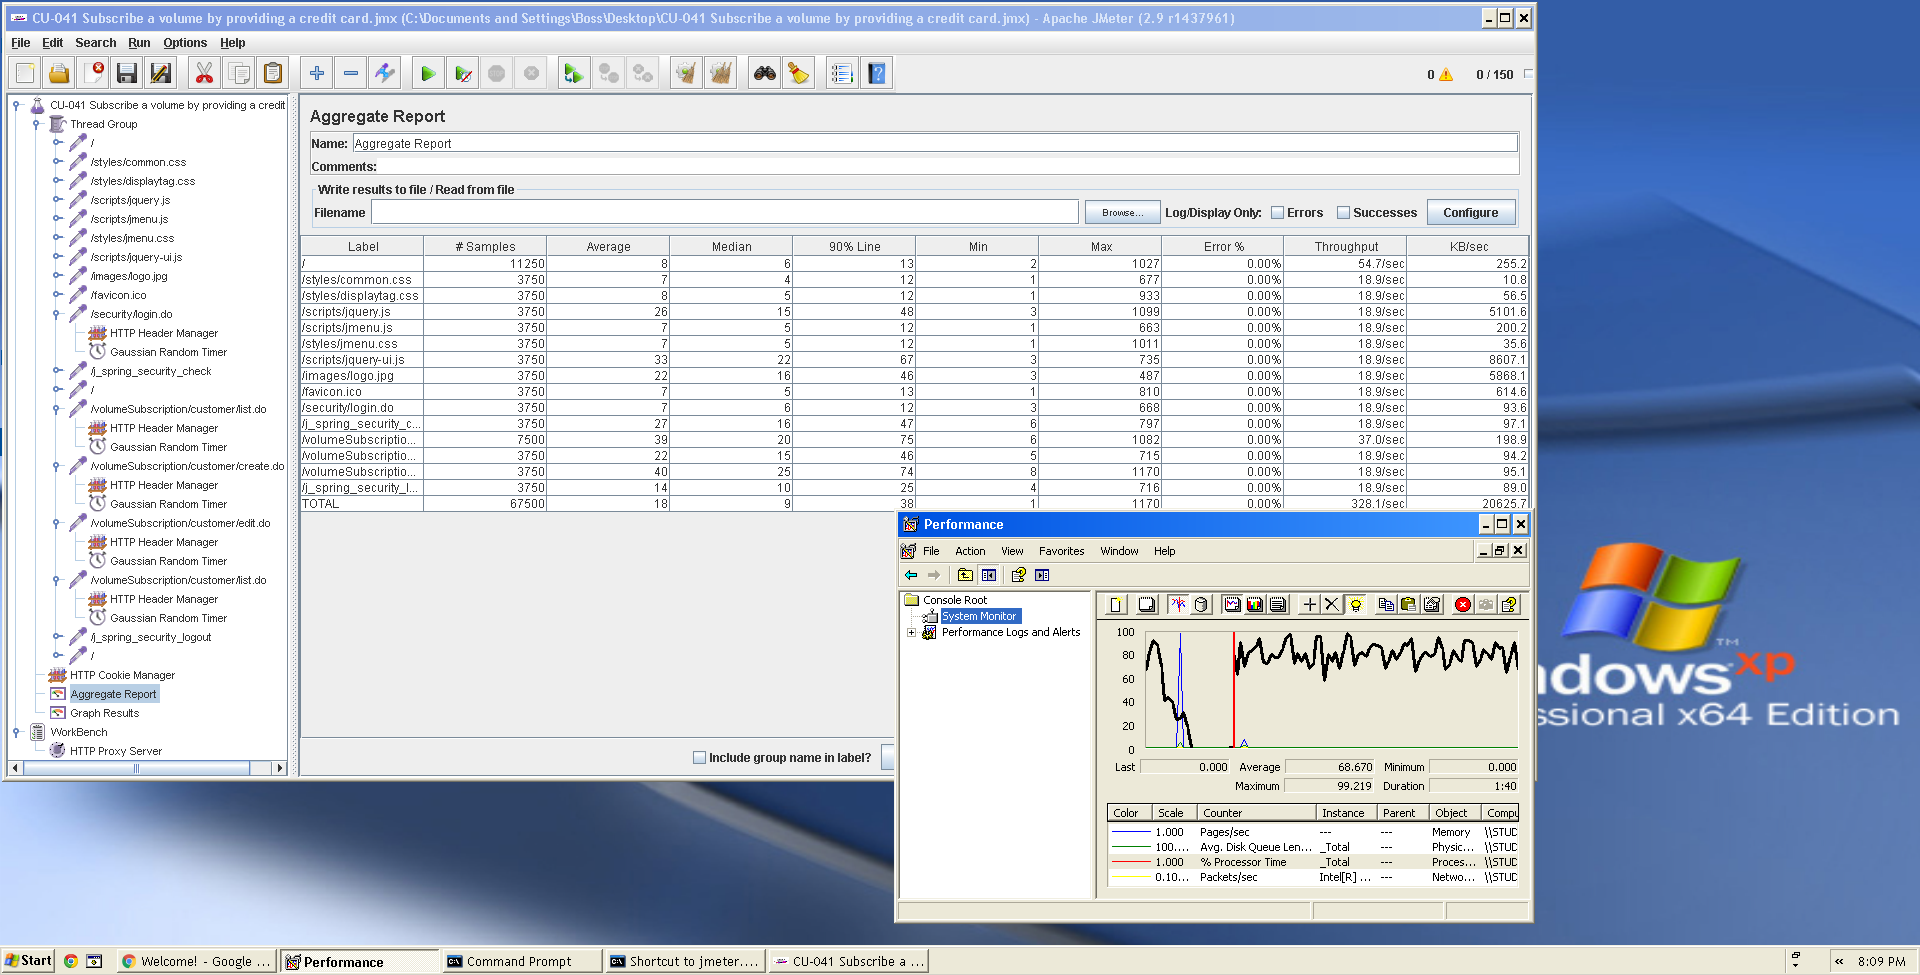 CU-041 Subscribe a volume by providing a credit card.jmx (C:\Documents and Settings\Boss\Desktop\CU-041 Subscribe a volume by providing a credit card.jmx) - Apache JMeter (2.9 r1437961)
File Edit Search Run Options Help
0 0 / 150
CU-041 Subscribe a volume by providing a credit
Thread Group
/
/styles/common.css
/styles/displaytag.css
/scripts/jquery.js
/scripts/jmenu.js
/styles/jmenu.css
/scripts/jquery-ui.js
/images/logo.jpg
/favicon.ico
/security/login.do
HTTP Header Manager
Gaussian Random Timer
/j_spring_security_check
/
/volumeSubscription/customer/list.do
HTTP Header Manager
Gaussian Random Timer
/volumeSubscription/customer/create.do
HTTP Header Manager
Gaussian Random Timer
/volumeSubscription/customer/edit.do
HTTP Header Manager
Gaussian Random Timer
/volumeSubscription/customer/list.do
HTTP Header Manager
Gaussian Random Timer
/j_spring_security_logout
/
HTTP Cookie Manager
Aggregate Report
Graph Results
WorkBench
HTTP Proxy Server
Aggregate Report
Name: Aggregate Report
Comments:
Write results to file / Read from file
Filename Browse... Log/Display Only: Errors Successes Configure
Label # Samples Average Median 90% Line Min Max Error % Throughput KB/sec
/ 11250 8 6 13 2 1027 0.00% 54.7/sec 255.2
/styles/common.css 3750 7 4 12 1 677 0.00% 18.9/sec 10.8
/styles/displaytag.css 3750 8 5 12 1 933 0.00% 18.9/sec 56.5
/scripts/jquery.js 3750 26 15 48 3 1099 0.00% 18.9/sec 5101.6
/scripts/jmenu.js 3750 7 5 12 1 663 0.00% 18.9/sec 200.2
/styles/jmenu.css 3750 7 5 12 1 1011 0.00% 18.9/sec 35.6
/scripts/jquery-ui.js 3750 33 22 67 3 735 0.00% 18.9/sec 8607.1
/images/logo.jpg 3750 22 16 46 3 487 0.00% 18.9/sec 5868.1
/favicon.ico 3750 7 5 13 1 810 0.00% 18.9/sec 614.6
/security/login.do 3750 7 6 12 3 668 0.00% 18.9/sec 93.6
/j_spring_security_c... 3750 27 16 47 6 797 0.00% 18.9/sec 97.1
/volumeSubscriptio... 7500 39 20 75 6 1082 0.00% 37.0/sec 198.9
/volumeSubscriptio... 3750 22 15 46 5 715 0.00% 18.9/sec 94.2
/volumeSubscriptio... 3750 40 25 74 8 1170 0.00% 18.9/sec 95.1
/j_spring_security_l... 3750 14 10 25 4 716 0.00% 18.9/sec 89.0
TOTAL 67500 18 9 38 1 1170 0.00% 328.1/sec 20625.7
Include group name in label?
Performance
File Action View Favorites Window Help
Console Root
System Monitor
Performance Logs and Alerts
100
80
60
40
20
0
Last 0.000 Average 68.670 Minimum 0.000
Maximum 99.219 Duration 1:40
Color Scale Counter Instance Parent Object Compu
1.000 Pages/sec --- --- Memory \\STUD
100.... Avg. Disk Queue Len... _Total --- Physic... \\STUD
1.000 % Processor Time _Total --- Proces... \\STUD
0.10... Packets/sec Intel[R] ... --- Netwo... \\STUD
ndows xp TM
ssional x64 Edition
Start Welcome! - Google ... Performance Command Prompt Shortcut to jmeter.... CU-041 Subscribe a ... « 8:09 PM